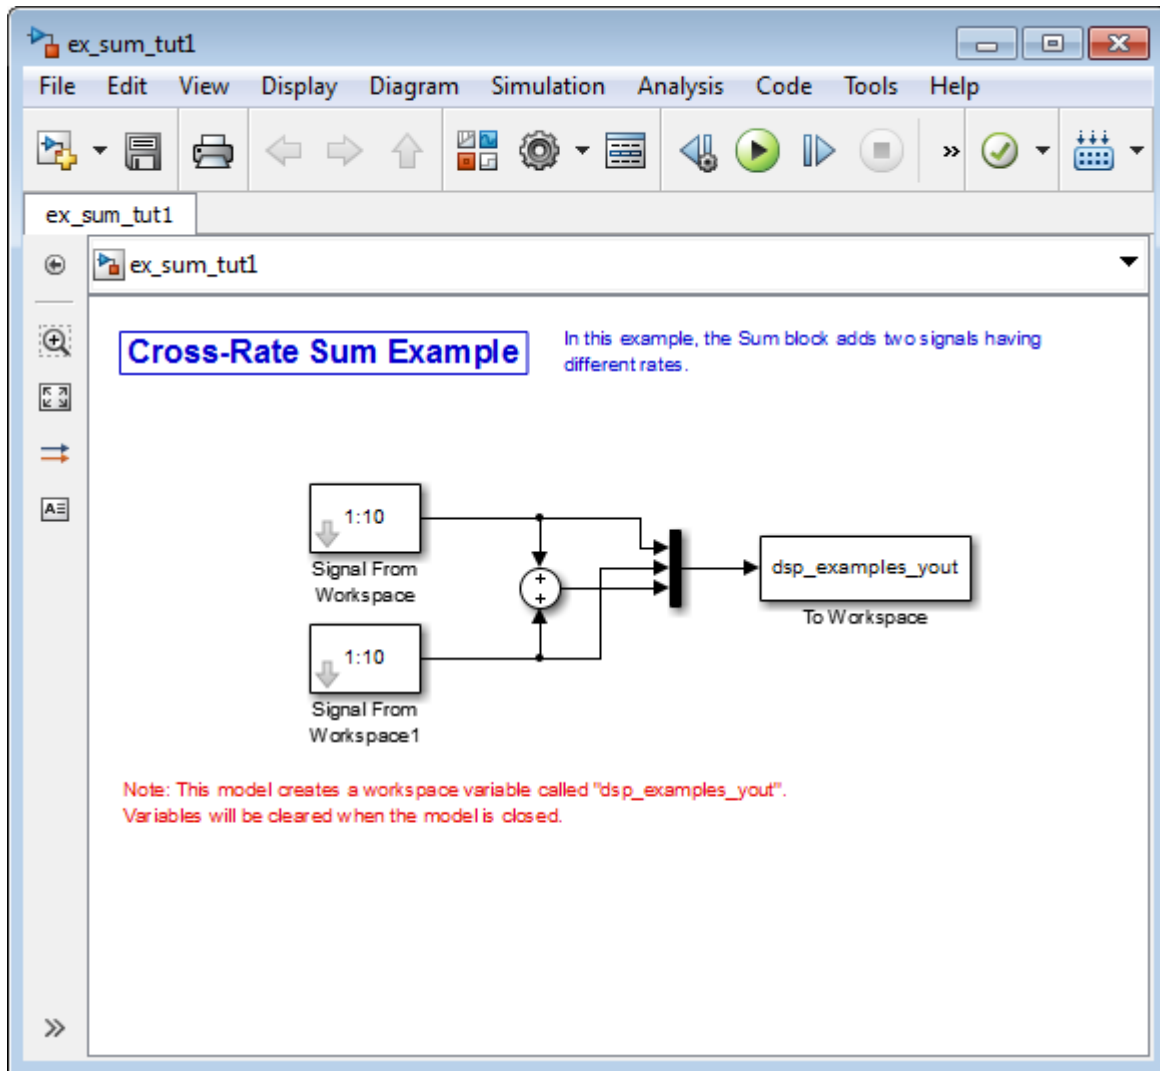 ex_sum_tut1
File Edit View Display Diagram Simulation Analysis Code Tools Help
ex_sum_tut1
ex_sum_tut1
Cross-Rate Sum Example
In this example, the Sum block adds two signals having
different rates.
1:10
Signal From
Workspace
+
+
dsp_examples_yout
To Workspace
1:10
Signal From
Workspace1
Note: This model creates a workspace variable called "dsp_examples_yout".
Variables will be cleared when the model is closed.